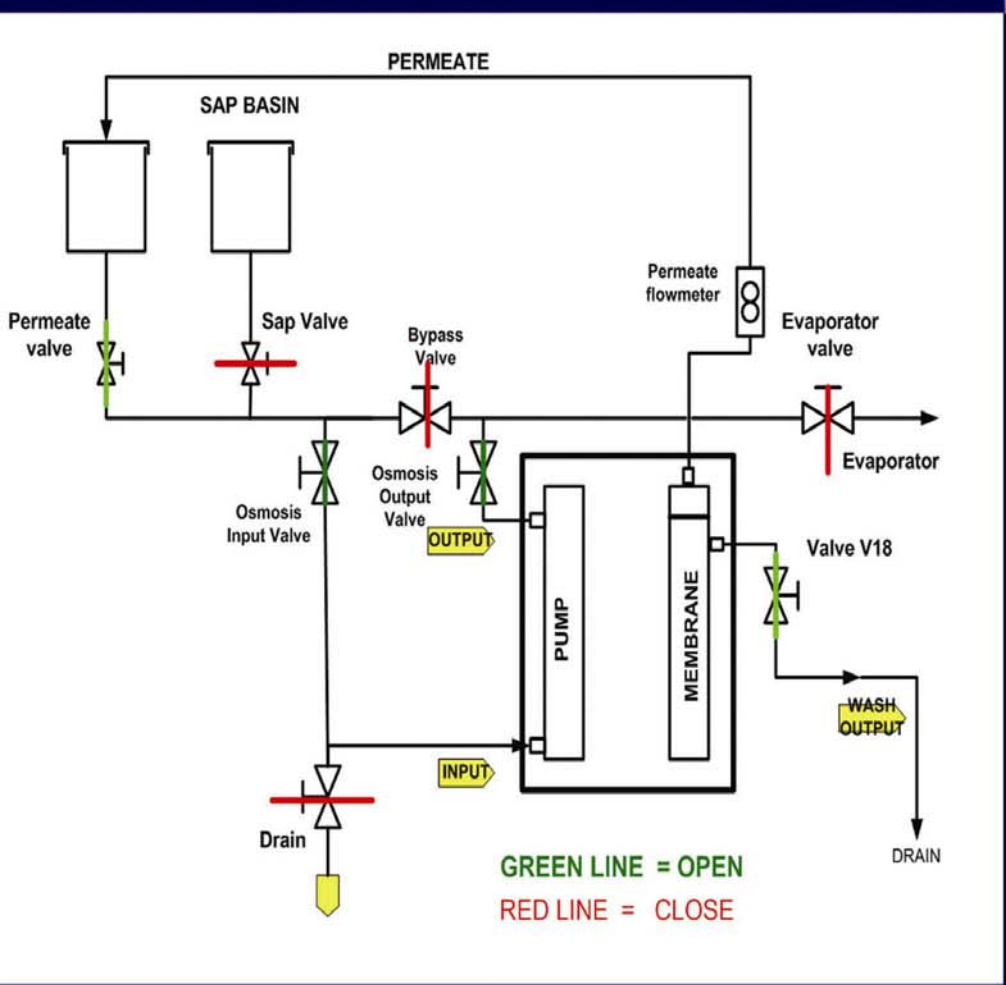 PERMEATE
SAP BASIN
Permeate
flowmeter
Permeate
valve
Sap Valve
Bypass
Valve
Evaporator
valve
Evaporator
Osmosis
Output
Valve
Osmosis
Input Valve
OUTPUT
Valve V18
PUMP
MEMBRANE
WASH
OUTPUT
INPUT
Drain
DRAIN
GREEN LINE = OPEN
RED LINE = CLOSE